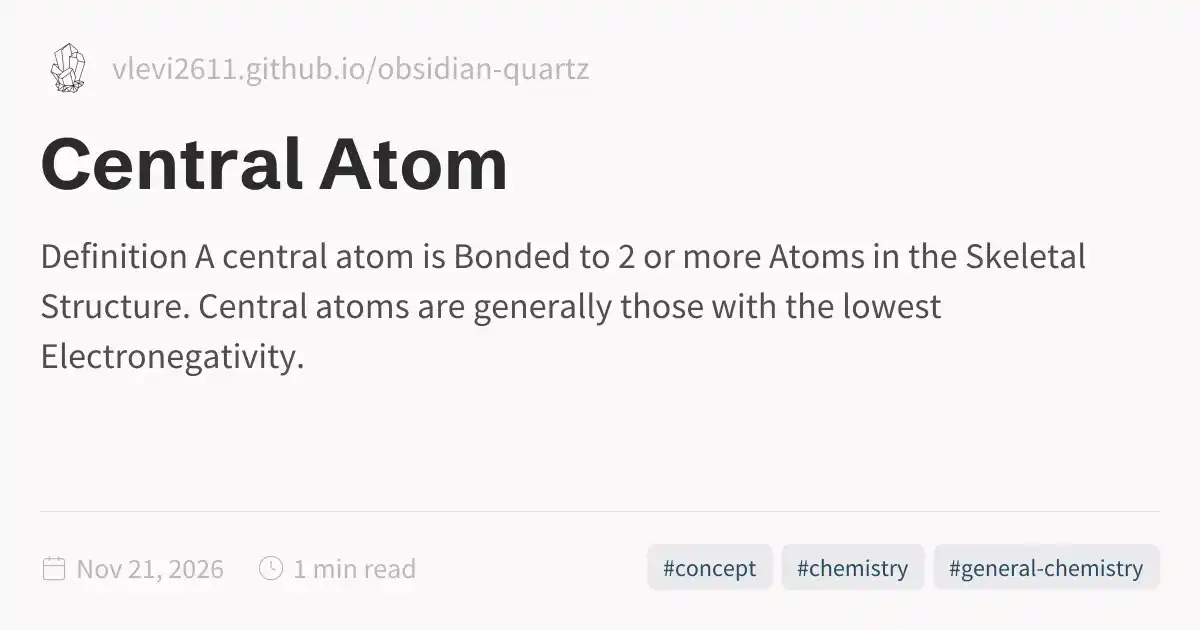 vlevi2611.github.io/obsidian-quartz
Central Atom
Definition A central atom is Bonded to 2 or more Atoms in the Skeletal
Structure. Central atoms are generally those with the lowest
Electronegativity.
Nov 21, 2026 1 min read #concept #chemistry #general-chemistry